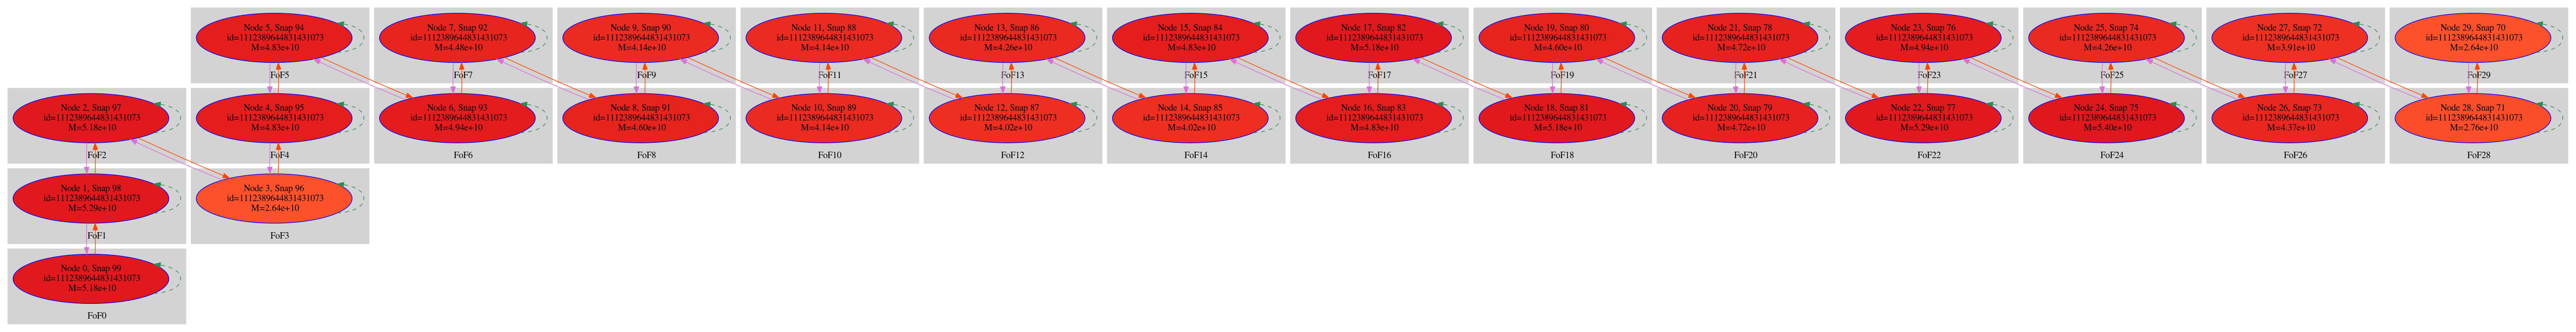 Node 5, Snap 94
id=1112389644831431073
M=4.83e+10
FoF5
Node 7, Snap 92
id=1112389644831431073
M=4.48e+10
FoF7
Node 9, Snap 90
id=1112389644831431073
M=4.14e+10
FoF9
Node 11, Snap 88
id=1112389644831431073
M=4.14e+10
FoF11
Node 13, Snap 86
id=1112389644831431073
M=4.26e+10
FoF13
Node 15, Snap 84
id=1112389644831431073
M=4.83e+10
FoF15
Node 17, Snap 82
id=1112389644831431073
M=5.18e+10
FoF17
Node 19, Snap 80
id=1112389644831431073
M=4.60e+10
FoF19
Node 21, Snap 78
id=1112389644831431073
M=4.72e+10
FoF21
Node 23, Snap 76
id=1112389644831431073
M=4.94e+10
FoF23
Node 25, Snap 74
id=1112389644831431073
M=4.26e+10
FoF25
Node 27, Snap 72
id=1112389644831431073
M=3.91e+10
FoF27
Node 29, Snap 70
id=1112389644831431073
M=2.64e+10
FoF29
Node 2, Snap 97
id=1112389644831431073
M=5.18e+10
FoF2
Node 4, Snap 95
id=1112389644831431073
M=4.83e+10
FoF4
Node 6, Snap 93
id=1112389644831431073
M=4.94e+10
FoF6
Node 8, Snap 91
id=1112389644831431073
M=4.60e+10
FoF8
Node 10, Snap 89
id=1112389644831431073
M=4.14e+10
FoF10
Node 12, Snap 87
id=1112389644831431073
M=4.02e+10
FoF12
Node 14, Snap 85
id=1112389644831431073
M=4.02e+10
FoF14
Node 16, Snap 83
id=1112389644831431073
M=4.83e+10
FoF16
Node 18, Snap 81
id=1112389644831431073
M=5.18e+10
FoF18
Node 20, Snap 79
id=1112389644831431073
M=4.72e+10
FoF20
Node 22, Snap 77
id=1112389644831431073
M=5.29e+10
FoF22
Node 24, Snap 75
id=1112389644831431073
M=5.40e+10
FoF24
Node 26, Snap 73
id=1112389644831431073
M=4.37e+10
FoF26
Node 28, Snap 71
id=1112389644831431073
M=2.76e+10
FoF28
Node 1, Snap 98
id=1112389644831431073
M=5.29e+10
FoF1
Node 3, Snap 96
id=1112389644831431073
M=2.64e+10
FoF3
Node 0, Snap 99
id=1112389644831431073
M=5.18e+10
FoF0